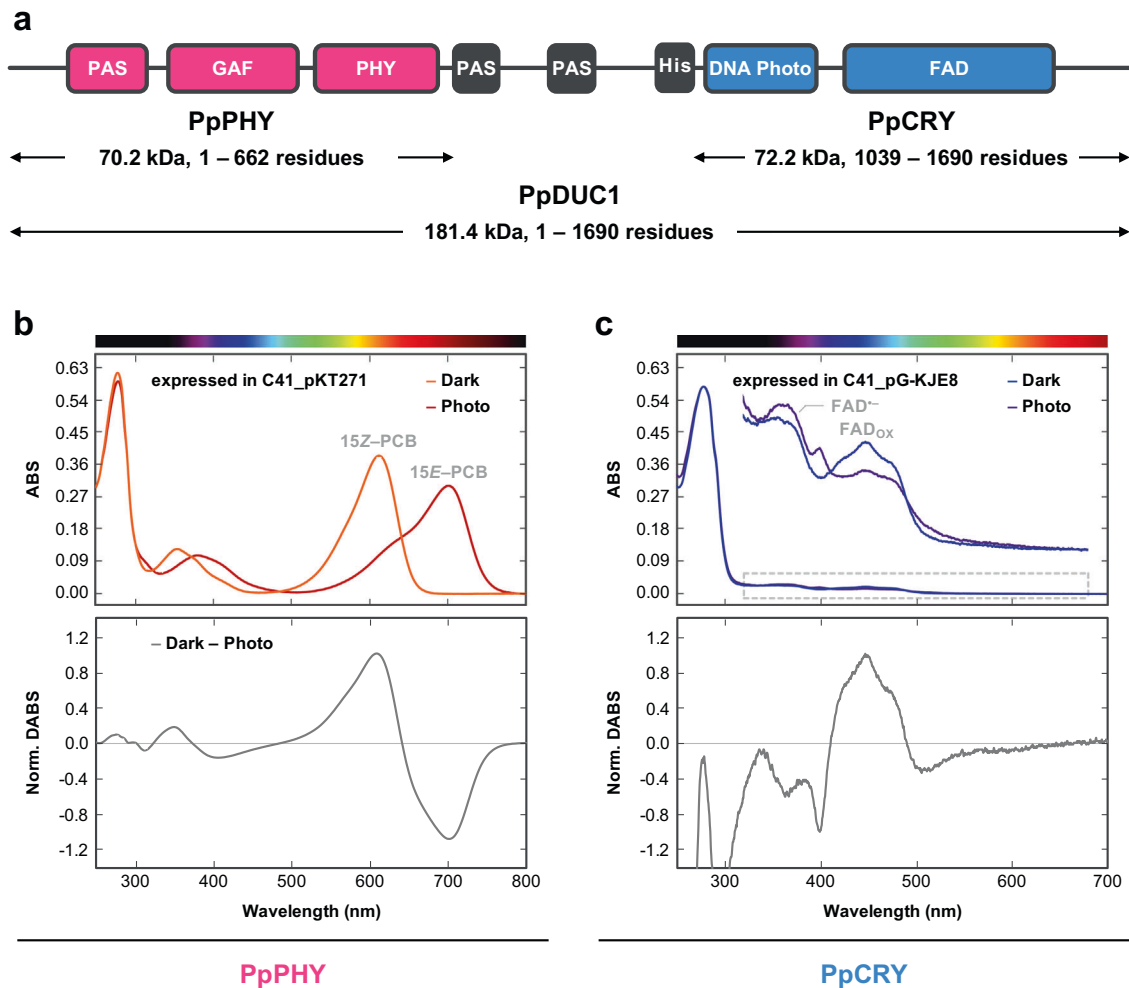 a
PAS GAF PHY PAS PAS His DNA Photo FAD
PpPHY PpCRY
70.2 kDa, 1 – 662 residues 72.2 kDa, 1039 – 1690 residues
PpDUC1
181.4 kDa, 1 – 1690 residues
b
ABS
0.63
0.54
0.45
0.36
0.27
0.18
0.09
0.00
expressed in C41_pKT271
Dark
Photo
15Z–PCB
15E–PCB
Norm. DABS
1.2
0.8
0.4
0.0
-0.4
-0.8
-1.2
Dark – Photo
300 400 500 600 700 800
Wavelength (nm)
PpPHY
c
ABS
0.63
0.54
0.45
0.36
0.27
0.18
0.09
0.00
expressed in C41_pG-KJE8
Dark
Photo
FAD•–
FADOX
Norm. DABS
1.2
0.8
0.4
0.0
-0.4
-0.8
-1.2
300 400 500 600 700
Wavelength (nm)
PpCRY